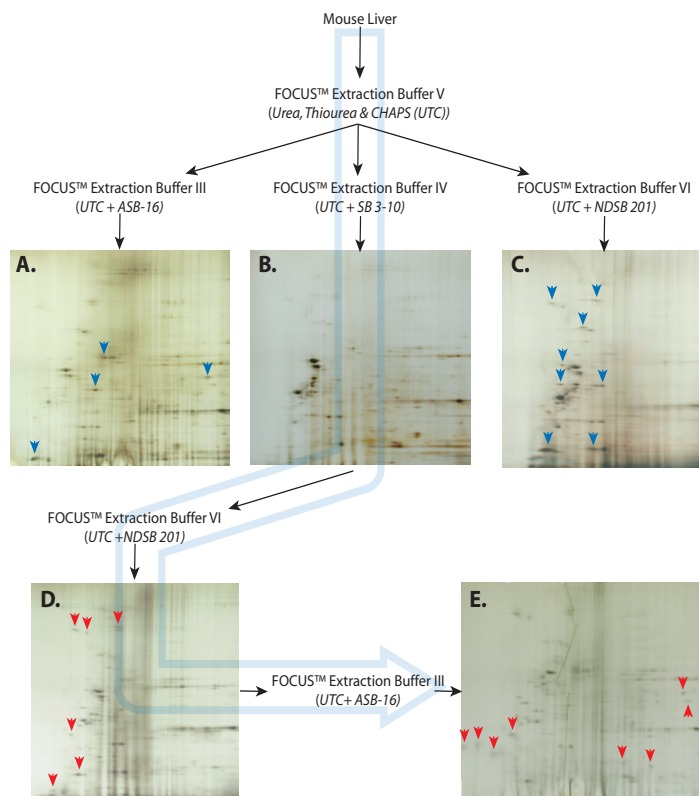 Mouse Liver
FOCUS™ Extraction Buffer V
(Urea, Thiourea & CHAPS (UTC))
FOCUS™ Extraction Buffer III
(UTC + ASB-16)
FOCUS™ Extraction Buffer IV
(UTC + SB 3-10)
FOCUS™ Extraction Buffer VI
(UTC + NDSB 201)
A.
B.
C.
FOCUS™ Extraction Buffer VI
(UTC +NDSB 201)
D.
FOCUS™ Extraction Buffer III
(UTC+ ASB-16)
E.